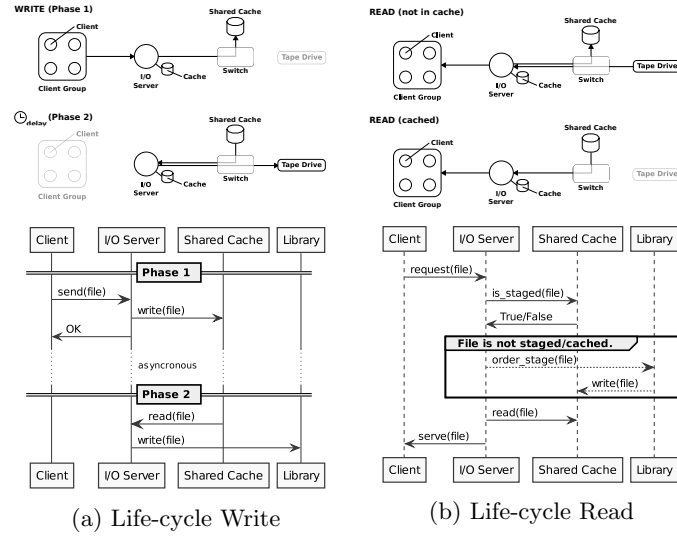 WRITE (Phase 1)
Shared Cache
Client
I/O
Server
Cache
Switch
Tape Drive
Client Group
delay (Phase 2)
Shared Cache
Client
I/O
Server
Cache
Switch
Tape Drive
Client Group
Client
I/O Server
Shared Cache
Library
Phase 1
send(file)
write(file)
OK
asyncronous
Phase 2
read(file)
write(file)
Client
I/O Server
Shared Cache
Library
(a) Life-cycle Write
READ (not in cache)
Shared Cache
Client
I/O
Server
Cache
Switch
Tape Drive
Client Group
READ (cached)
Shared Cache
Client
I/O
Server
Cache
Switch
Tape Drive
Client Group
Client
I/O Server
Shared Cache
Library
request(file)
is_staged(file)
True/False
File is not staged/cached.
order_stage(file)
write(file)
read(file)
serve(file)
Client
I/O Server
Shared Cache
Library
(b) Life-cycle Read